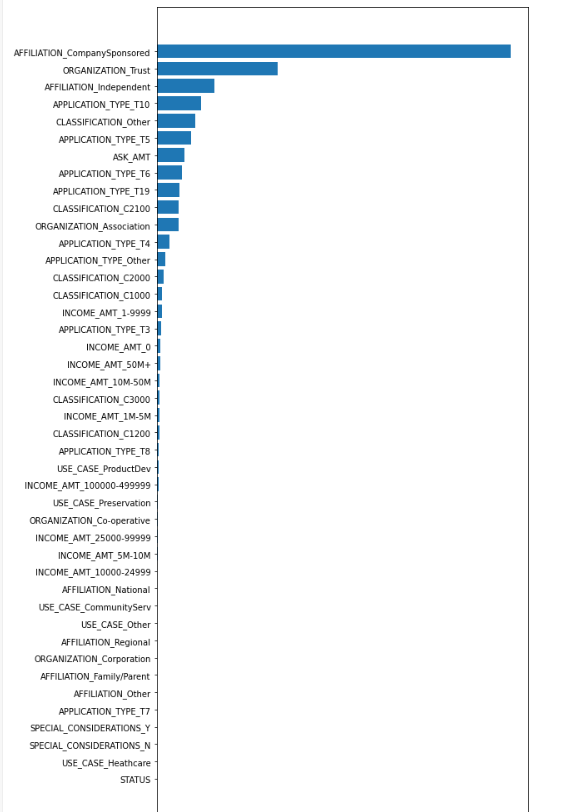 AFFILIATION_CompanySponsored
ORGANIZATION_Trust
AFFILIATION_Independent
APPLICATION_TYPE_T10
CLASSIFICATION_Other
APPLICATION_TYPE_T5
ASK_AMT
APPLICATION_TYPE_T6
APPLICATION_TYPE_T19
CLASSIFICATION_C2100
ORGANIZATION_Association
APPLICATION_TYPE_T4
APPLICATION_TYPE_Other
CLASSIFICATION_C2000
CLASSIFICATION_C1000
INCOME_AMT_1-9999
APPLICATION_TYPE_T3
INCOME_AMT_0
INCOME_AMT_50M+
INCOME_AMT_10M-50M
CLASSIFICATION_C3000
INCOME_AMT_1M-5M
CLASSIFICATION_C1200
APPLICATION_TYPE_T8
USE_CASE_ProductDev
INCOME_AMT_100000-499999
USE_CASE_Preservation
ORGANIZATION_Co-operative
INCOME_AMT_25000-99999
INCOME_AMT_5M-10M
INCOME_AMT_10000-24999
AFFILIATION_National
USE_CASE_CommunityServ
USE_CASE_Other
AFFILIATION_Regional
ORGANIZATION_Corporation
AFFILIATION_Family/Parent
AFFILIATION_Other
APPLICATION_TYPE_T7
SPECIAL_CONSIDERATIONS_Y
SPECIAL_CONSIDERATIONS_N
USE_CASE_Heathcare
STATUS